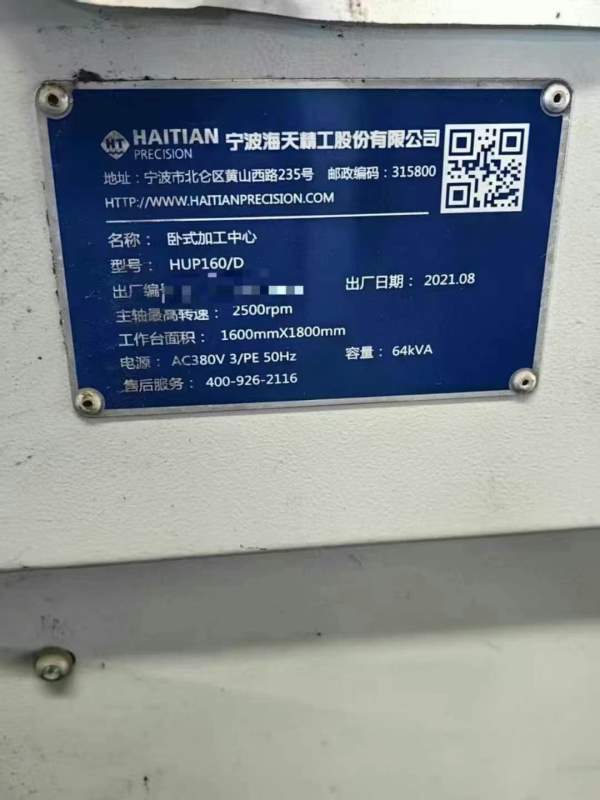 HT HAITIAN PRECISION 宁波海天精工股份有限公司
地址：宁波市北仑区黄山西路235号 邮政编码：315800
HTTP://WWW.HAITIANPRECISION.COM
名称： 卧式加工中心
型号： HUP160/D
出厂编 出厂日期： 2021.08
主轴最高转速： 2500rpm
工作台面积： 1600mmX1800mm
电源： AC380V 3/PE 50Hz 容量： 64kVA
售后服务： 400-926-2116